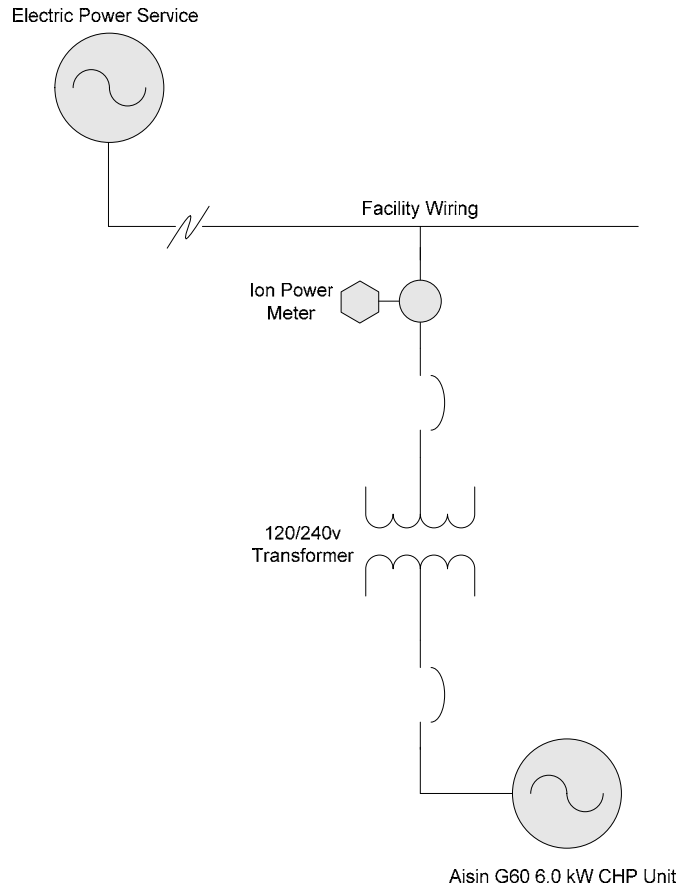 Electric Power Service
Facility Wiring
Ion Power
Meter
120/240v
Transformer
Aisin G60 6.0 kW CHP Unit